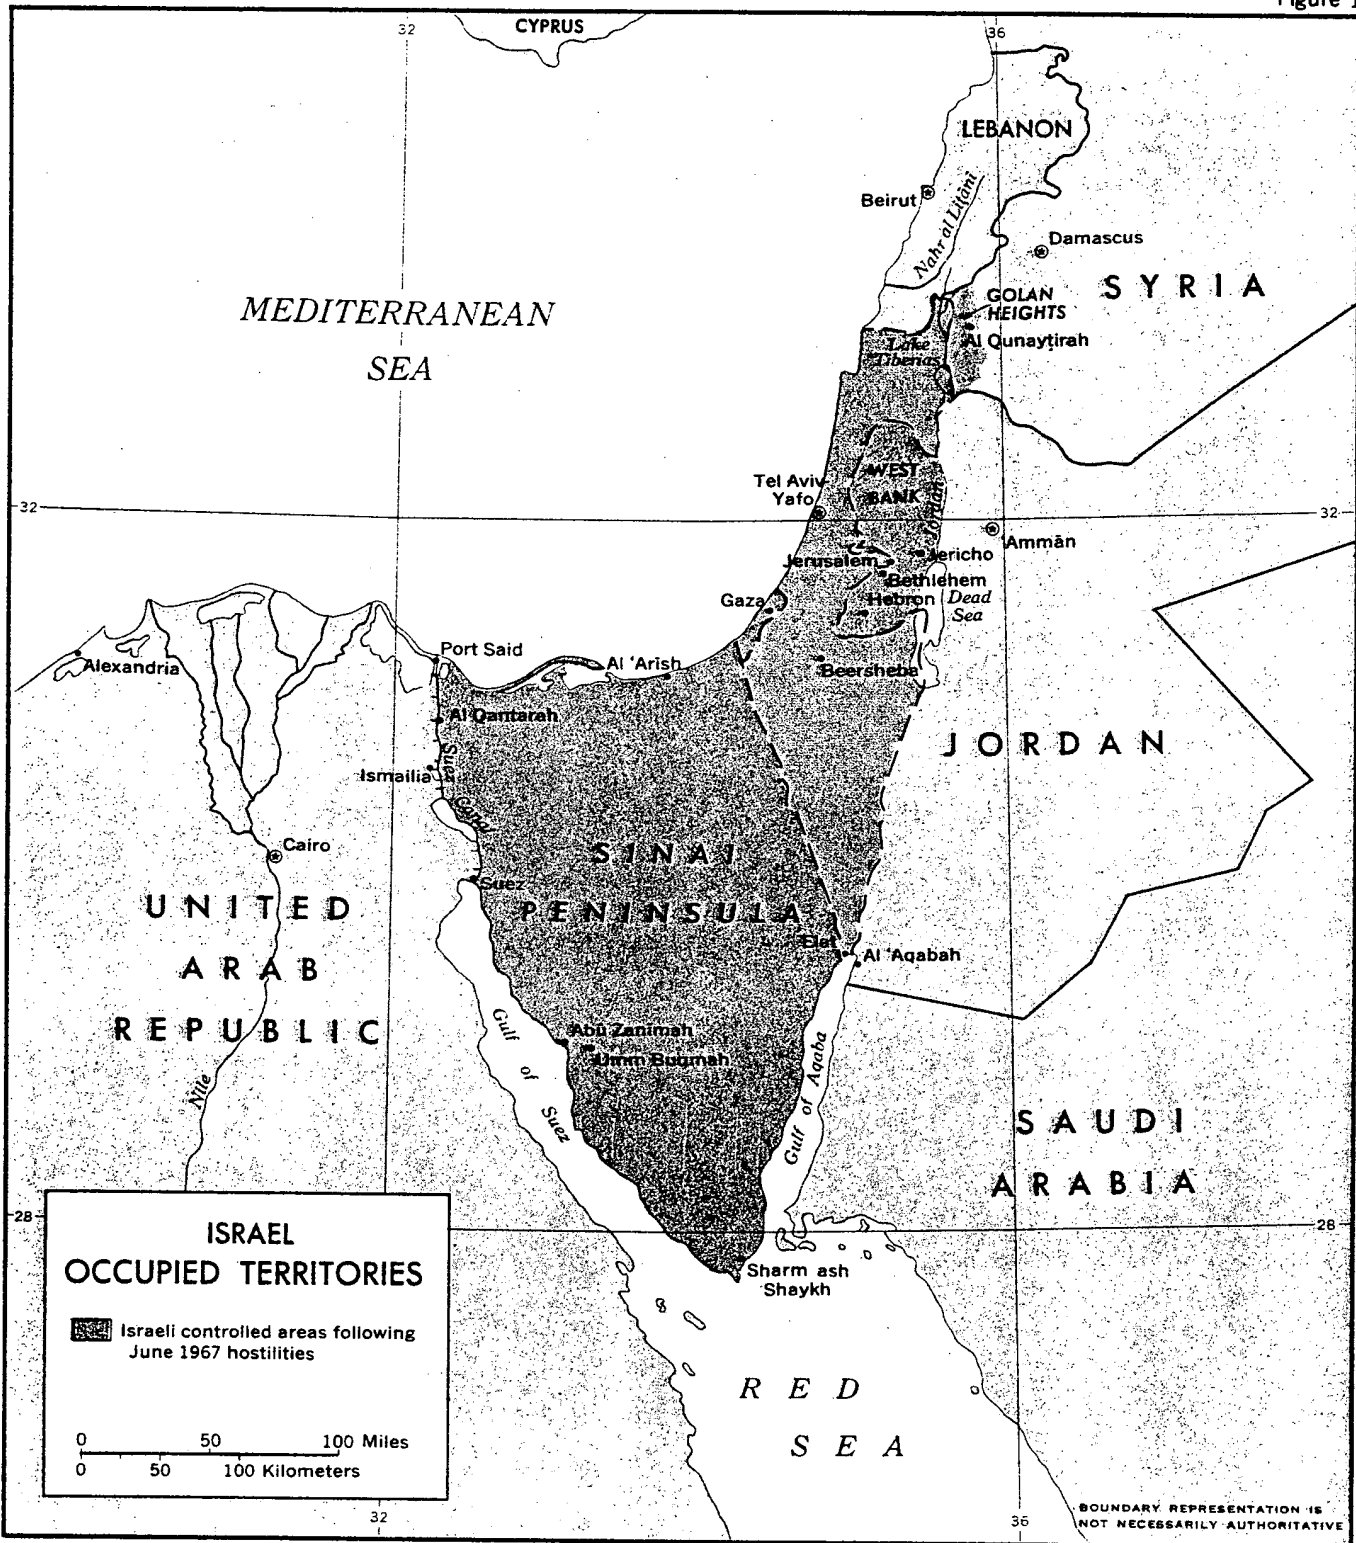 Figure 1
CYPRUS
32
36
LEBANON
Beirut
Nahr al Lītāni
Damascus
SYRIA
GOLAN
HEIGHTS
Al Qunayṭirah
MEDITERRANEAN
SEA
Lake
Tiberias
WEST
BANK
Jordan
Tel Aviv-
Yafo
32
32
Ammān
Jericho
Jerusalem
Bethlehem
Hebron
Dead
Sea
Gaza
Beersheba
Alexandria
Port Said
Al 'Arīsh
Al Qantarah
Suez
Canal
Ismailia
JORDAN
Cairo
SINAI
PENINSULA
Suez
Elat
Al 'Aqabah
UNITED
ARAB
REPUBLIC
Nile
Gulf of Suez
Abū Zanīmah
Umm Bugmah
Gulf of Aqaba
SAUDI
ARABIA
28
28
Sharm ash
Shaykh
RED
SEA
ISRAEL
OCCUPIED TERRITORIES
Israeli controlled areas following
June 1967 hostilities
0 50 100 Miles
0 50 100 Kilometers
32
36
BOUNDARY REPRESENTATION IS
NOT NECESSARILY AUTHORITATIVE